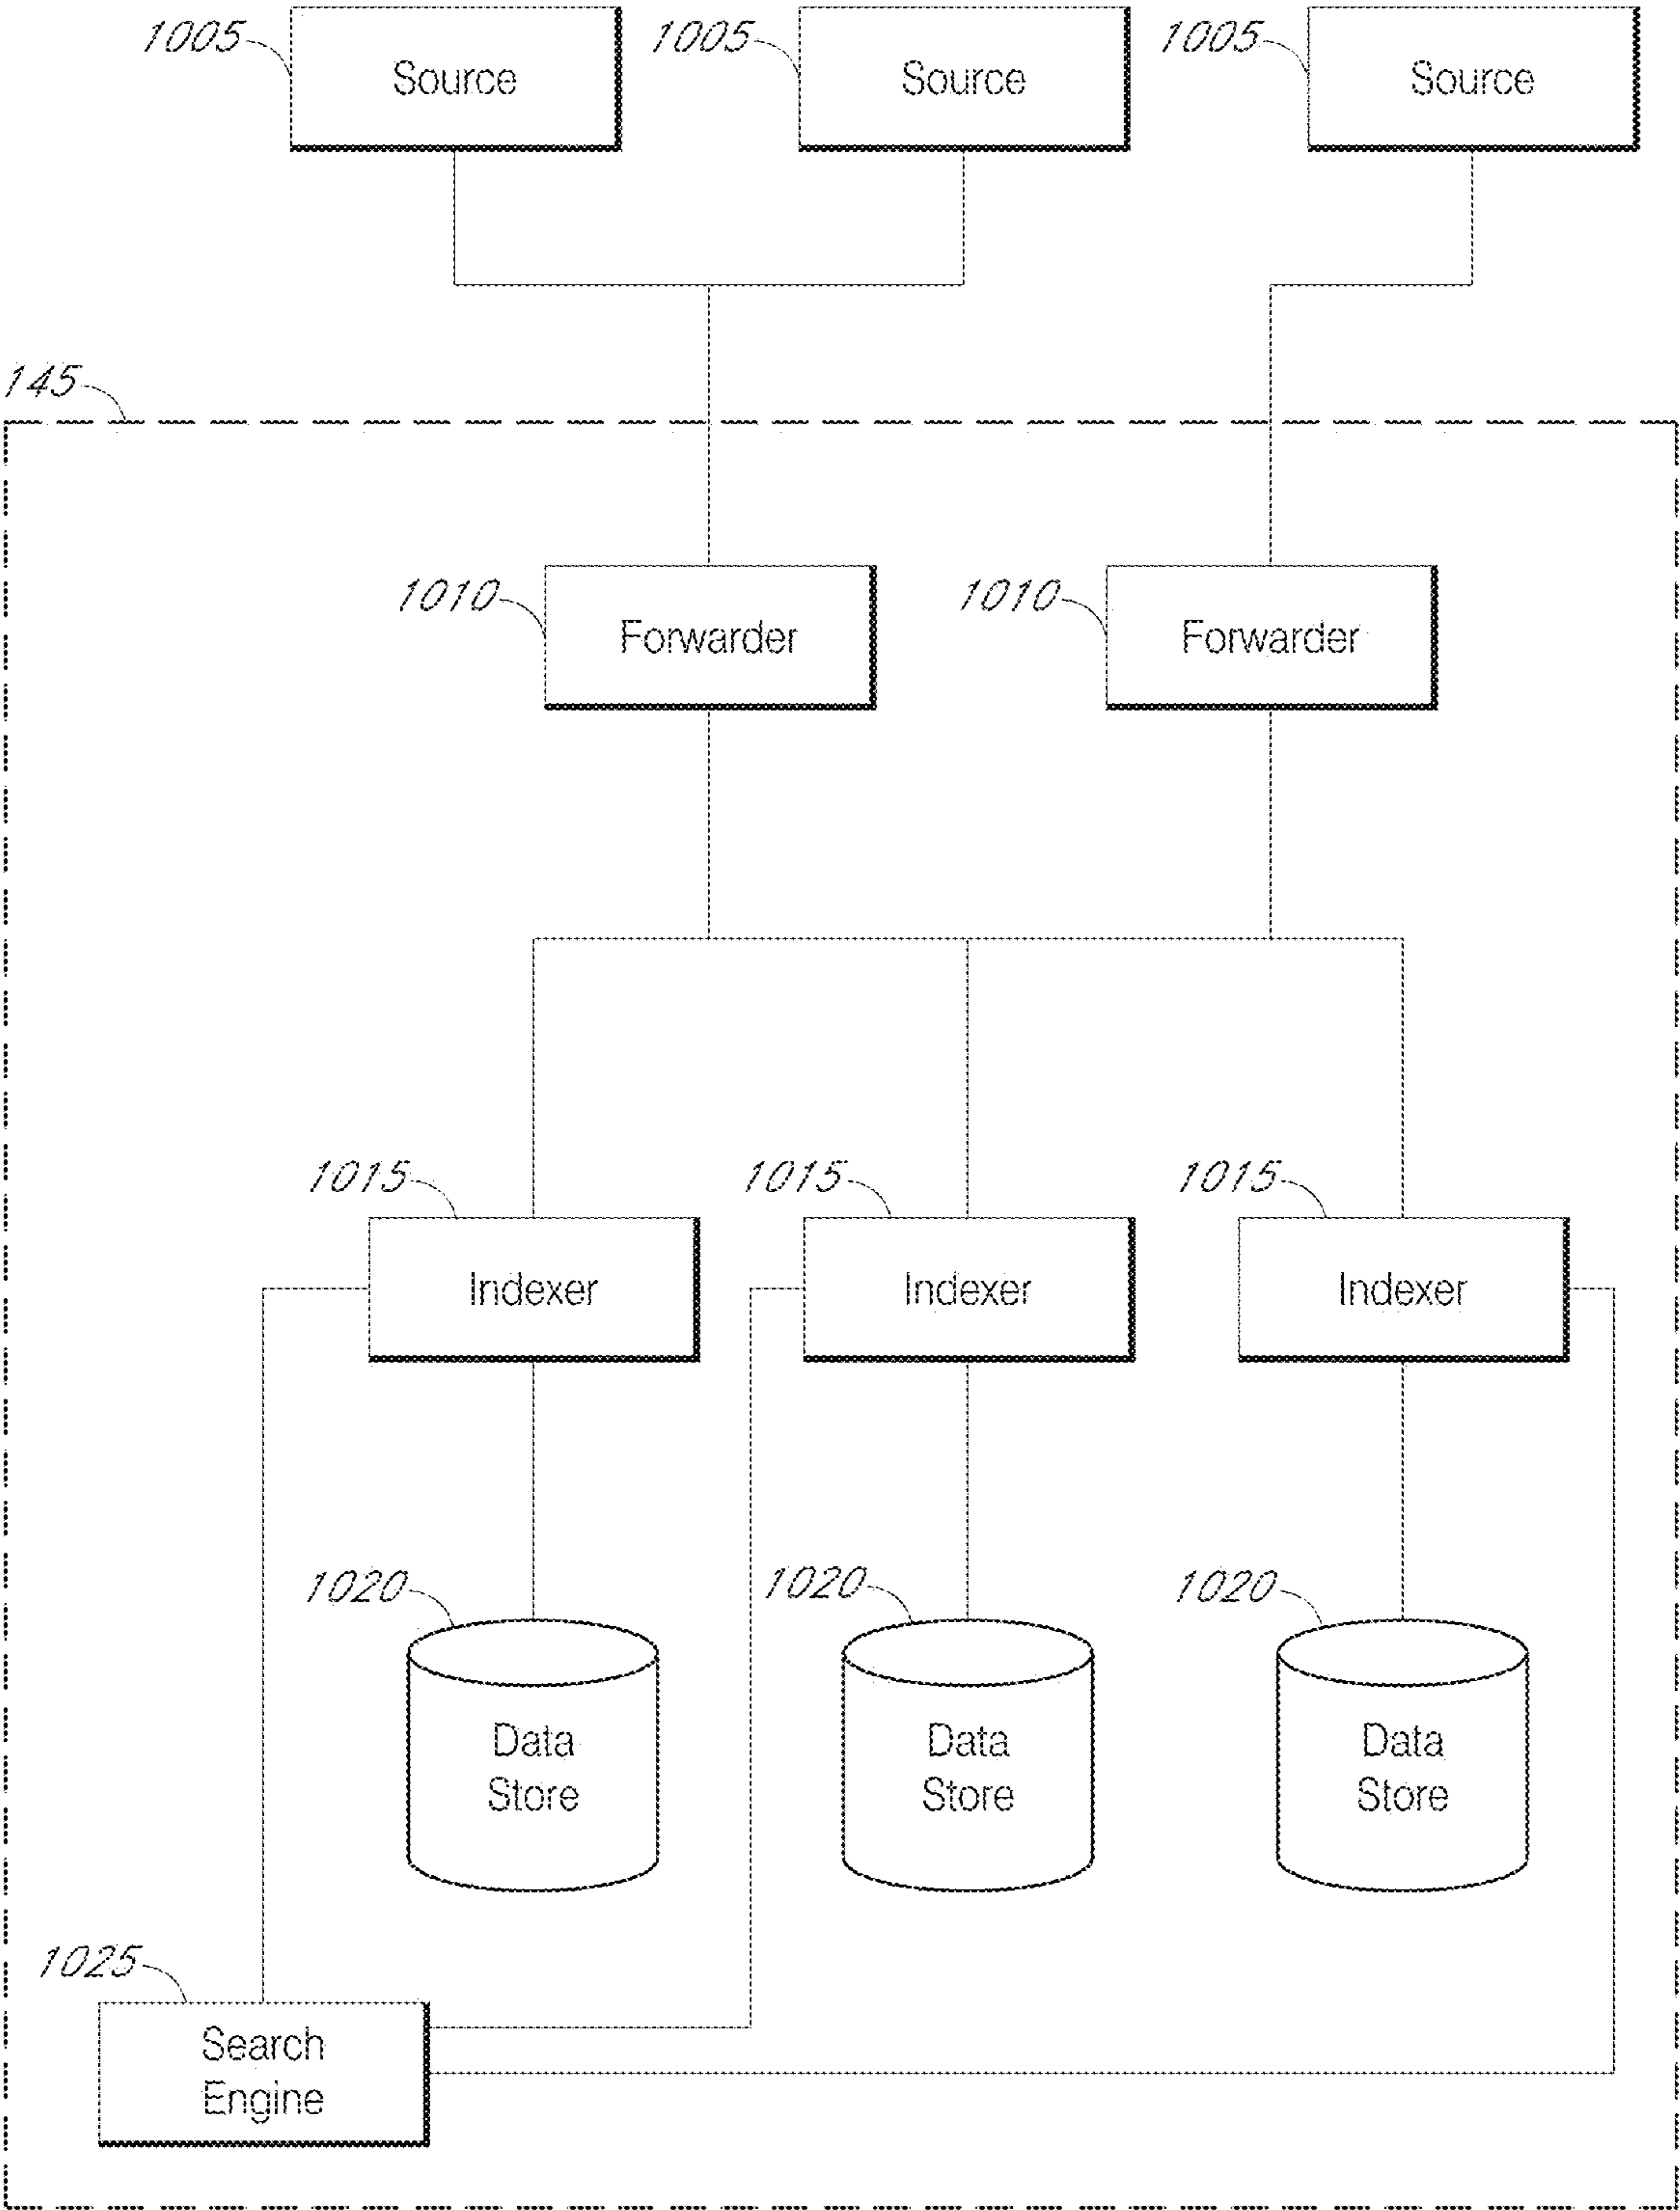 1005
Source
1005
Source
1005
Source
145
1010
Forwarder
1010
Forwarder
1015
Indexer
1015
Indexer
1015
Indexer
1020
Data
Store
1020
Data
Store
1020
Data
Store
1025
Search
Engine